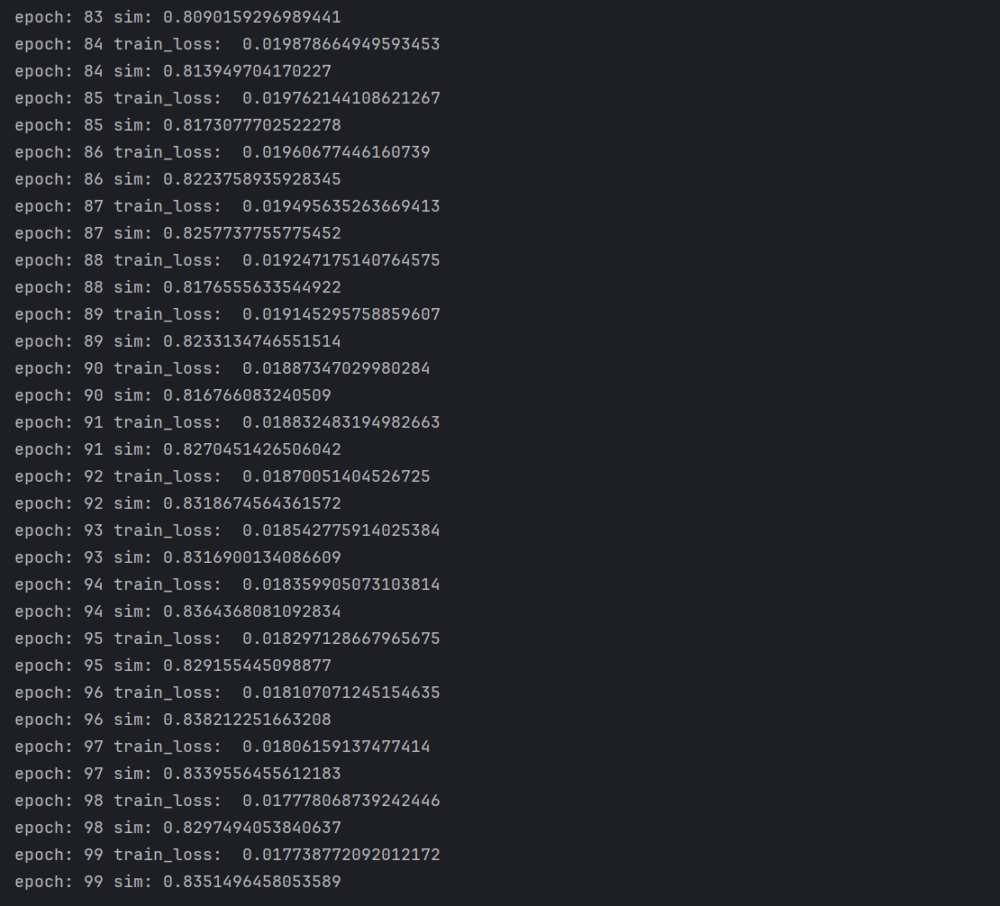 epoch: 83 sim: 0.8090159296989441
epoch: 84 train_loss:  0.019878664949593453
epoch: 84 sim: 0.813949704170227
epoch: 85 train_loss:  0.019762144108621267
epoch: 85 sim: 0.8173077702522278
epoch: 86 train_loss:  0.01960677446160739
epoch: 86 sim: 0.8223758935928345
epoch: 87 train_loss:  0.019495635263669413
epoch: 87 sim: 0.8257737755775452
epoch: 88 train_loss:  0.019247175140764575
epoch: 88 sim: 0.8176555633544922
epoch: 89 train_loss:  0.019145295758859607
epoch: 89 sim: 0.8233134746551514
epoch: 90 train_loss:  0.01887347029980284
epoch: 90 sim: 0.816766083240509
epoch: 91 train_loss:  0.018832483194982663
epoch: 91 sim: 0.8270451426506042
epoch: 92 train_loss:  0.01870051404526725
epoch: 92 sim: 0.8318674564361572
epoch: 93 train_loss:  0.018542775914025384
epoch: 93 sim: 0.8316900134086609
epoch: 94 train_loss:  0.018359905073103814
epoch: 94 sim: 0.8364368081092834
epoch: 95 train_loss:  0.018297128667965675
epoch: 95 sim: 0.829155445098877
epoch: 96 train_loss:  0.018107071245154635
epoch: 96 sim: 0.838212251663208
epoch: 97 train_loss:  0.01806159137477414
epoch: 97 sim: 0.8339556455612183
epoch: 98 train_loss:  0.017778068739242446
epoch: 98 sim: 0.8297494053840637
epoch: 99 train_loss:  0.017738772092012172
epoch: 99 sim: 0.8351496458053589